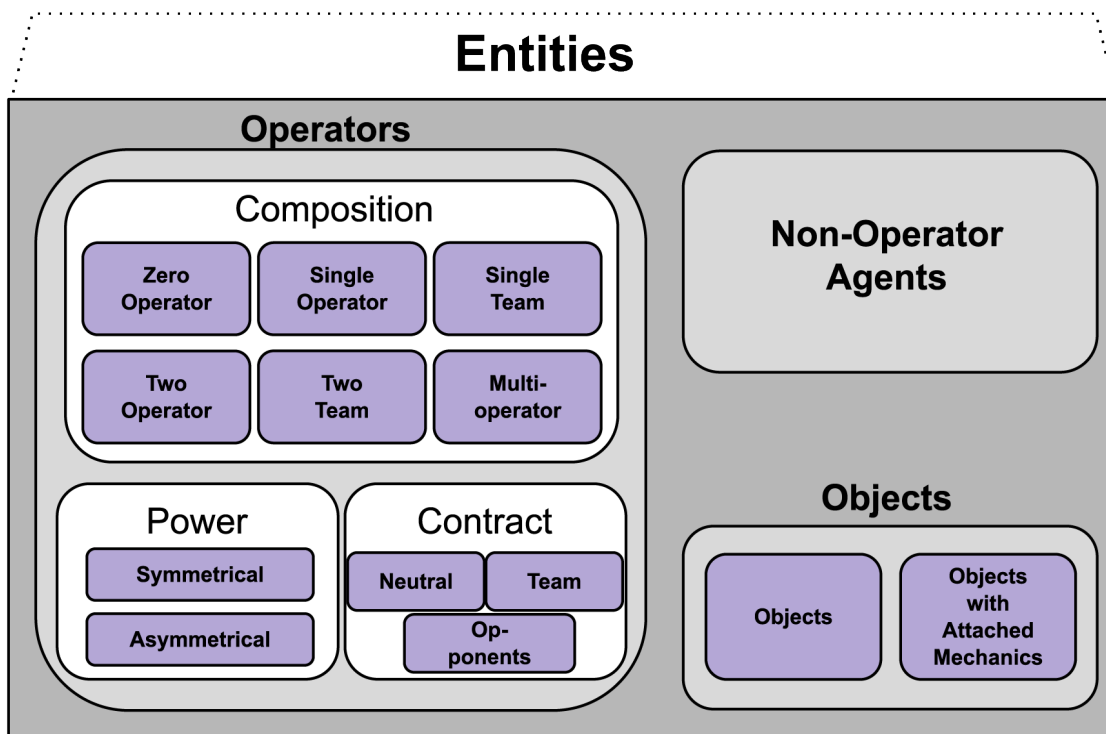 Entities
Operators
Composition
Zero
Operator
Single
Operator
Single
Team
Two
Operator
Two
Team
Multi-
operator
Power
Symmetrical
Asymmetrical
Contract
Neutral
Team
Op-
ponents
Non-Operator
Agents
Objects
Objects
Objects
with
Attached
Mechanics